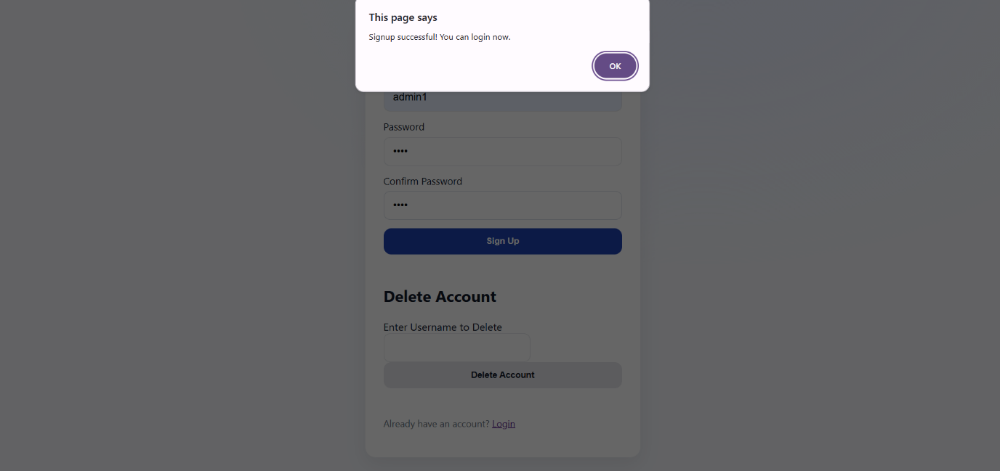 This page says
Signup successful! You can login now.
OK
admin1
Password
••••
Confirm Password
••••
Sign Up
Delete Account
Enter Username to Delete
Delete Account
Already have an account? Login